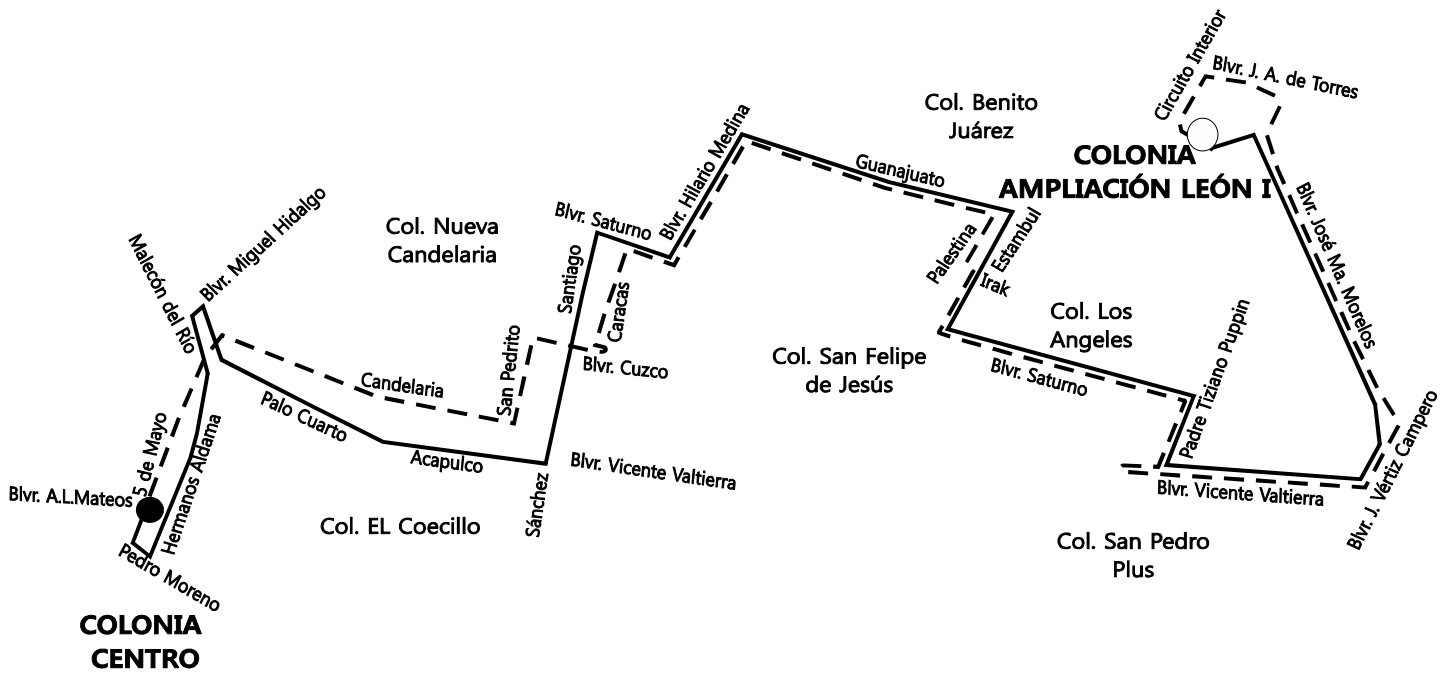 Circuito Interior
Blvr. J. A. de Torres
Col. Benito
Juárez
COLONIA
AMPLIACIÓN LEÓN I
Blvr. Hilario Medina
Guanajuato
Blvr. José Ma. Morelos
Blvr. Miguel Hidalgo
Malecón del Río
Col. Nueva
Candelaria
Blvr. Saturno
Santiago
Caracas
Palestina
Estambul
Irak
Col. Los
Angeles
Padre Tiziano Puppin
San Pedrito
Blvr. Cuzco
Col. San Felipe
de Jesús
Blvr. Saturno
Candelaria
Palo Cuarto
Acapulco
5 de Mayo
Hermanos Aldama
Blvr. A.L.Mateos
Blvr. Vicente Valtierra
Sánchez
Blvr. Vicente Valtierra
Blvr. J. Vértiz Campero
Col. EL Coecillo
Col. San Pedro
Plus
Pedro Moreno
COLONIA
CENTRO